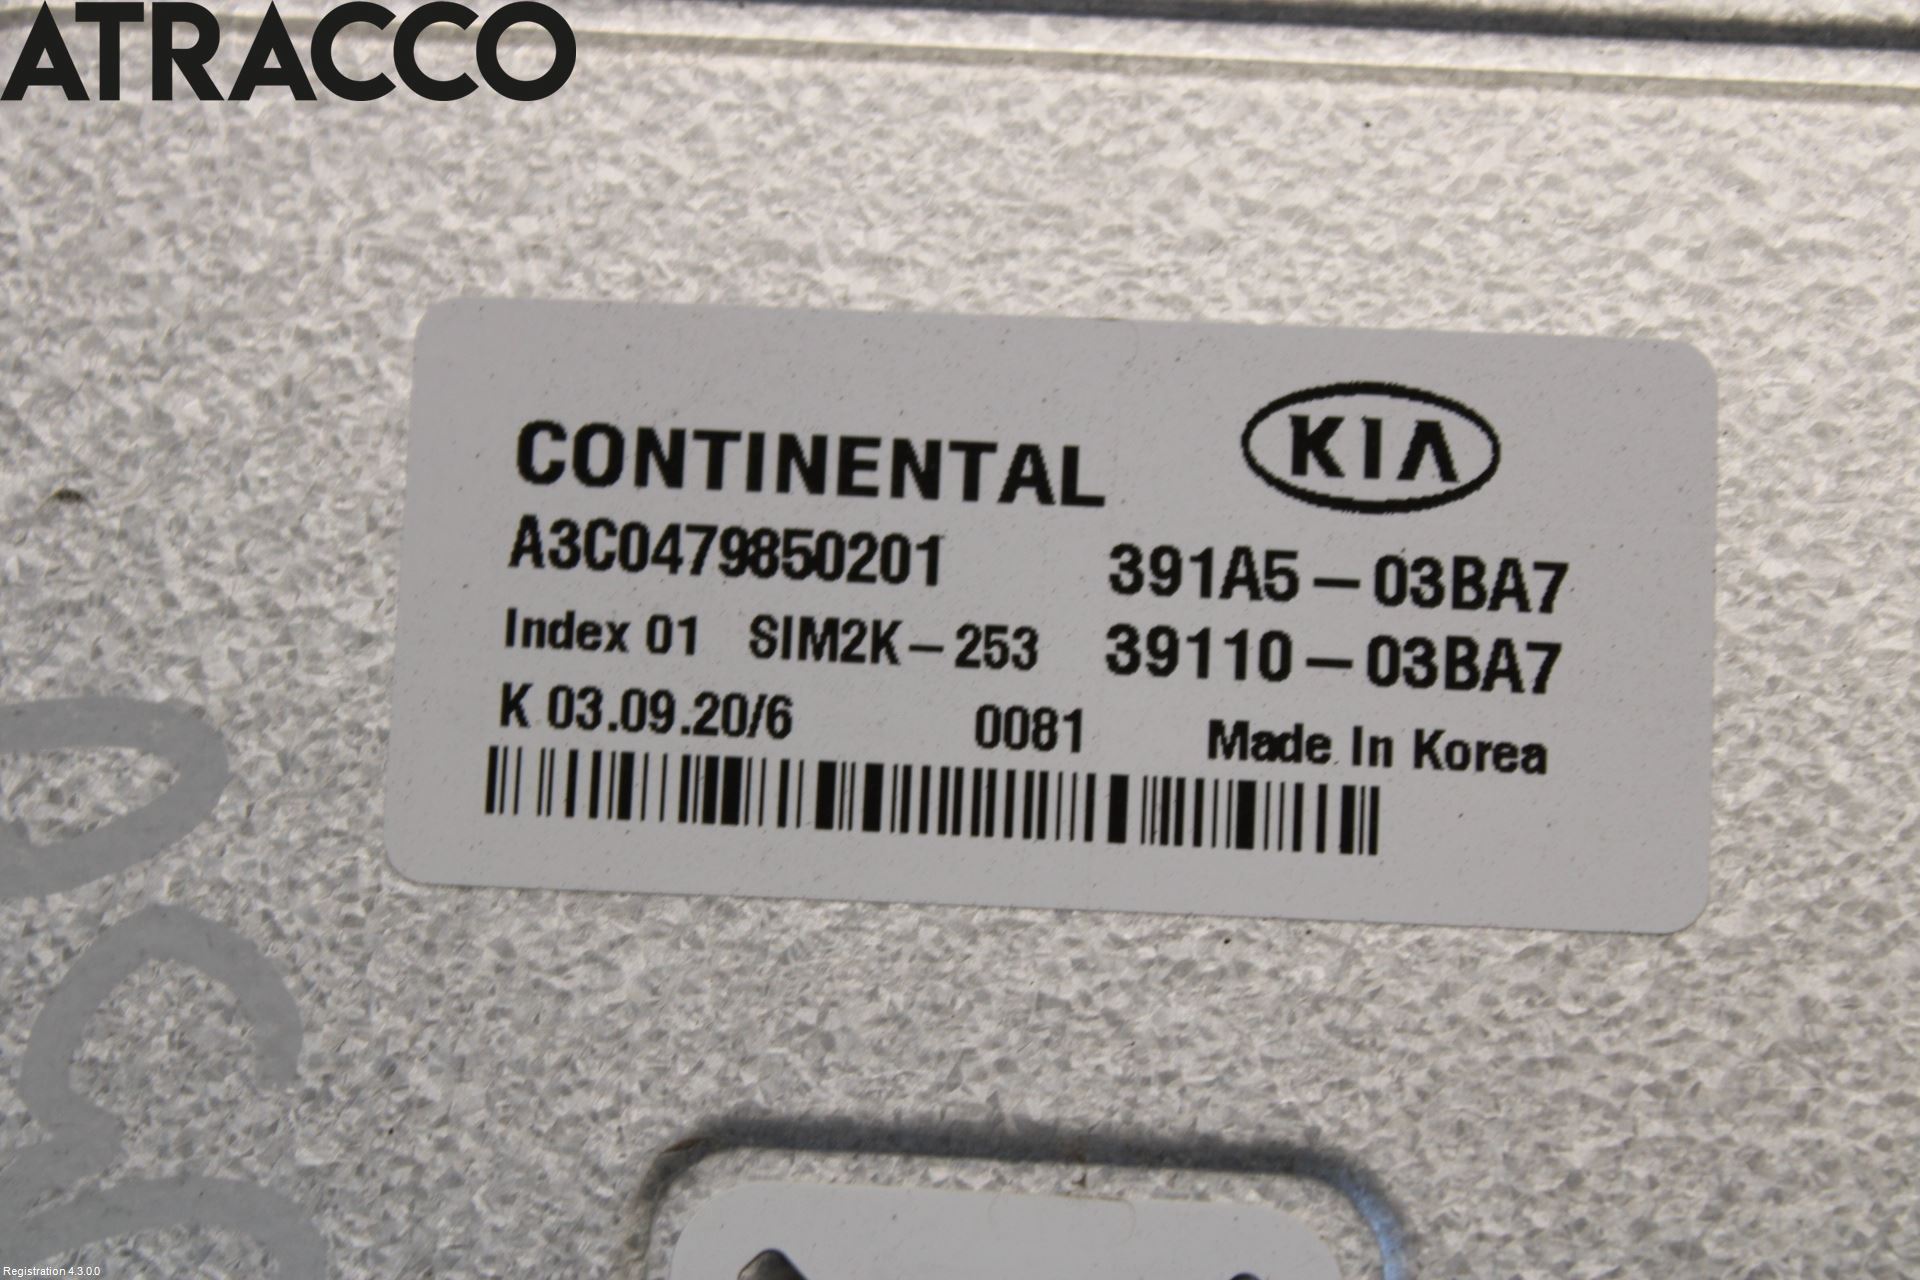 ATRACCO
CONTINENTAL
KIA
A3C0479850201 391A5-03BA7
Index 01 SIM2K-253 39110-03BA7
K 03.09.20/6 0081 Made In Korea
Registration 4.3.0.0